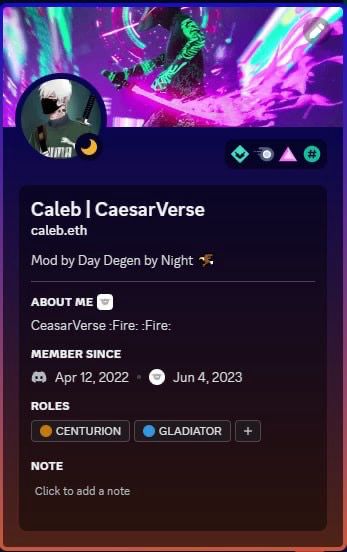 Caleb | CaesarVerse
caleb.eth
Mod by Day Degen by Night
ABOUT ME
CeasarVerse :Fire: :Fire:
MEMBER SINCE
Apr 12, 2022 • Jun 4, 2023
ROLES
CENTURION GLADIATOR +
NOTE
Click to add a note